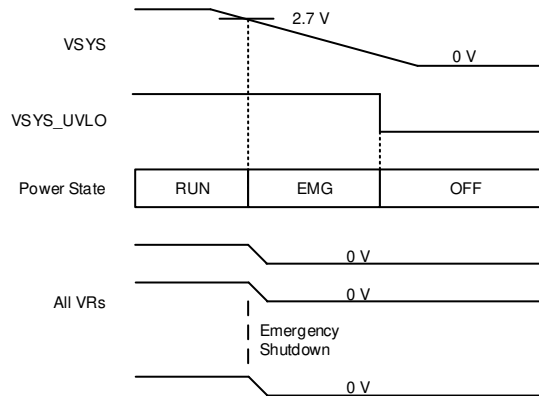 2.7 V
VSYS
0 V
VSYS_UVLO
Power State
RUN
EMG
OFF
0 V
All VRs
0 V
Emergency
Shutdown
0 V